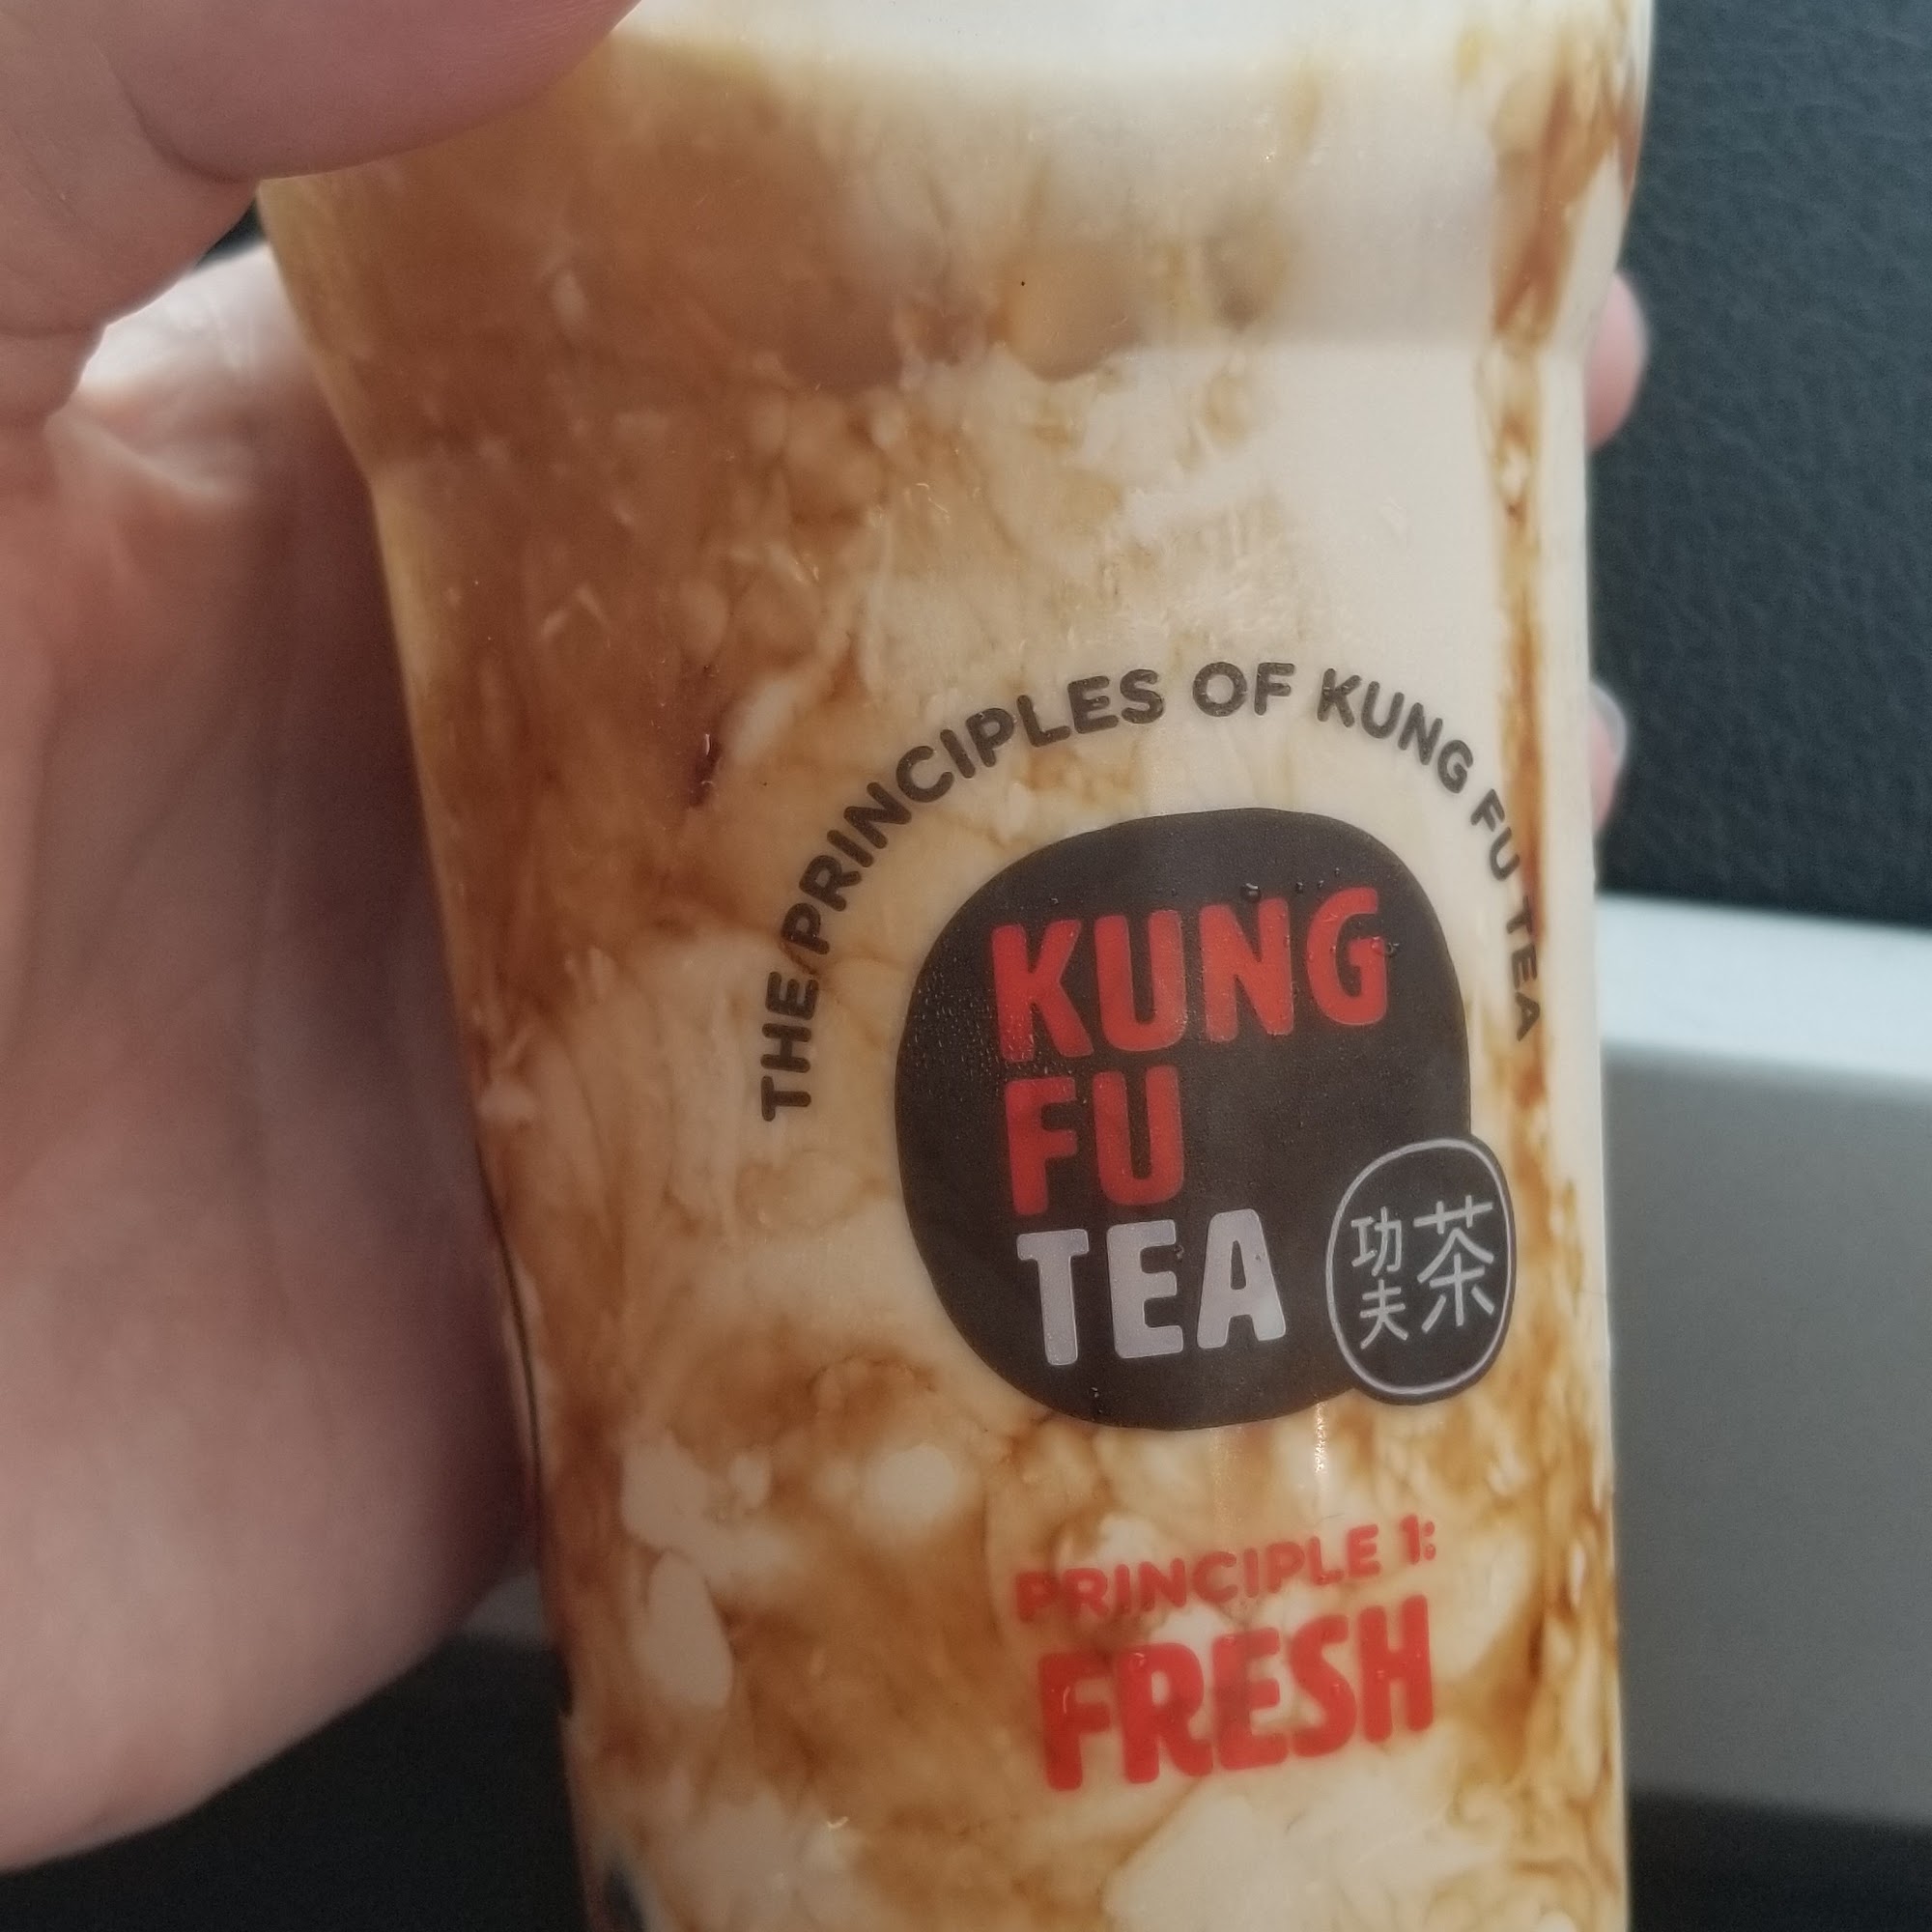 THE PRINCIPLES OF KUNG FU TEA
KUNG
FU
TEA
功夫
茶
PRINCIPLE 1:
FRESH